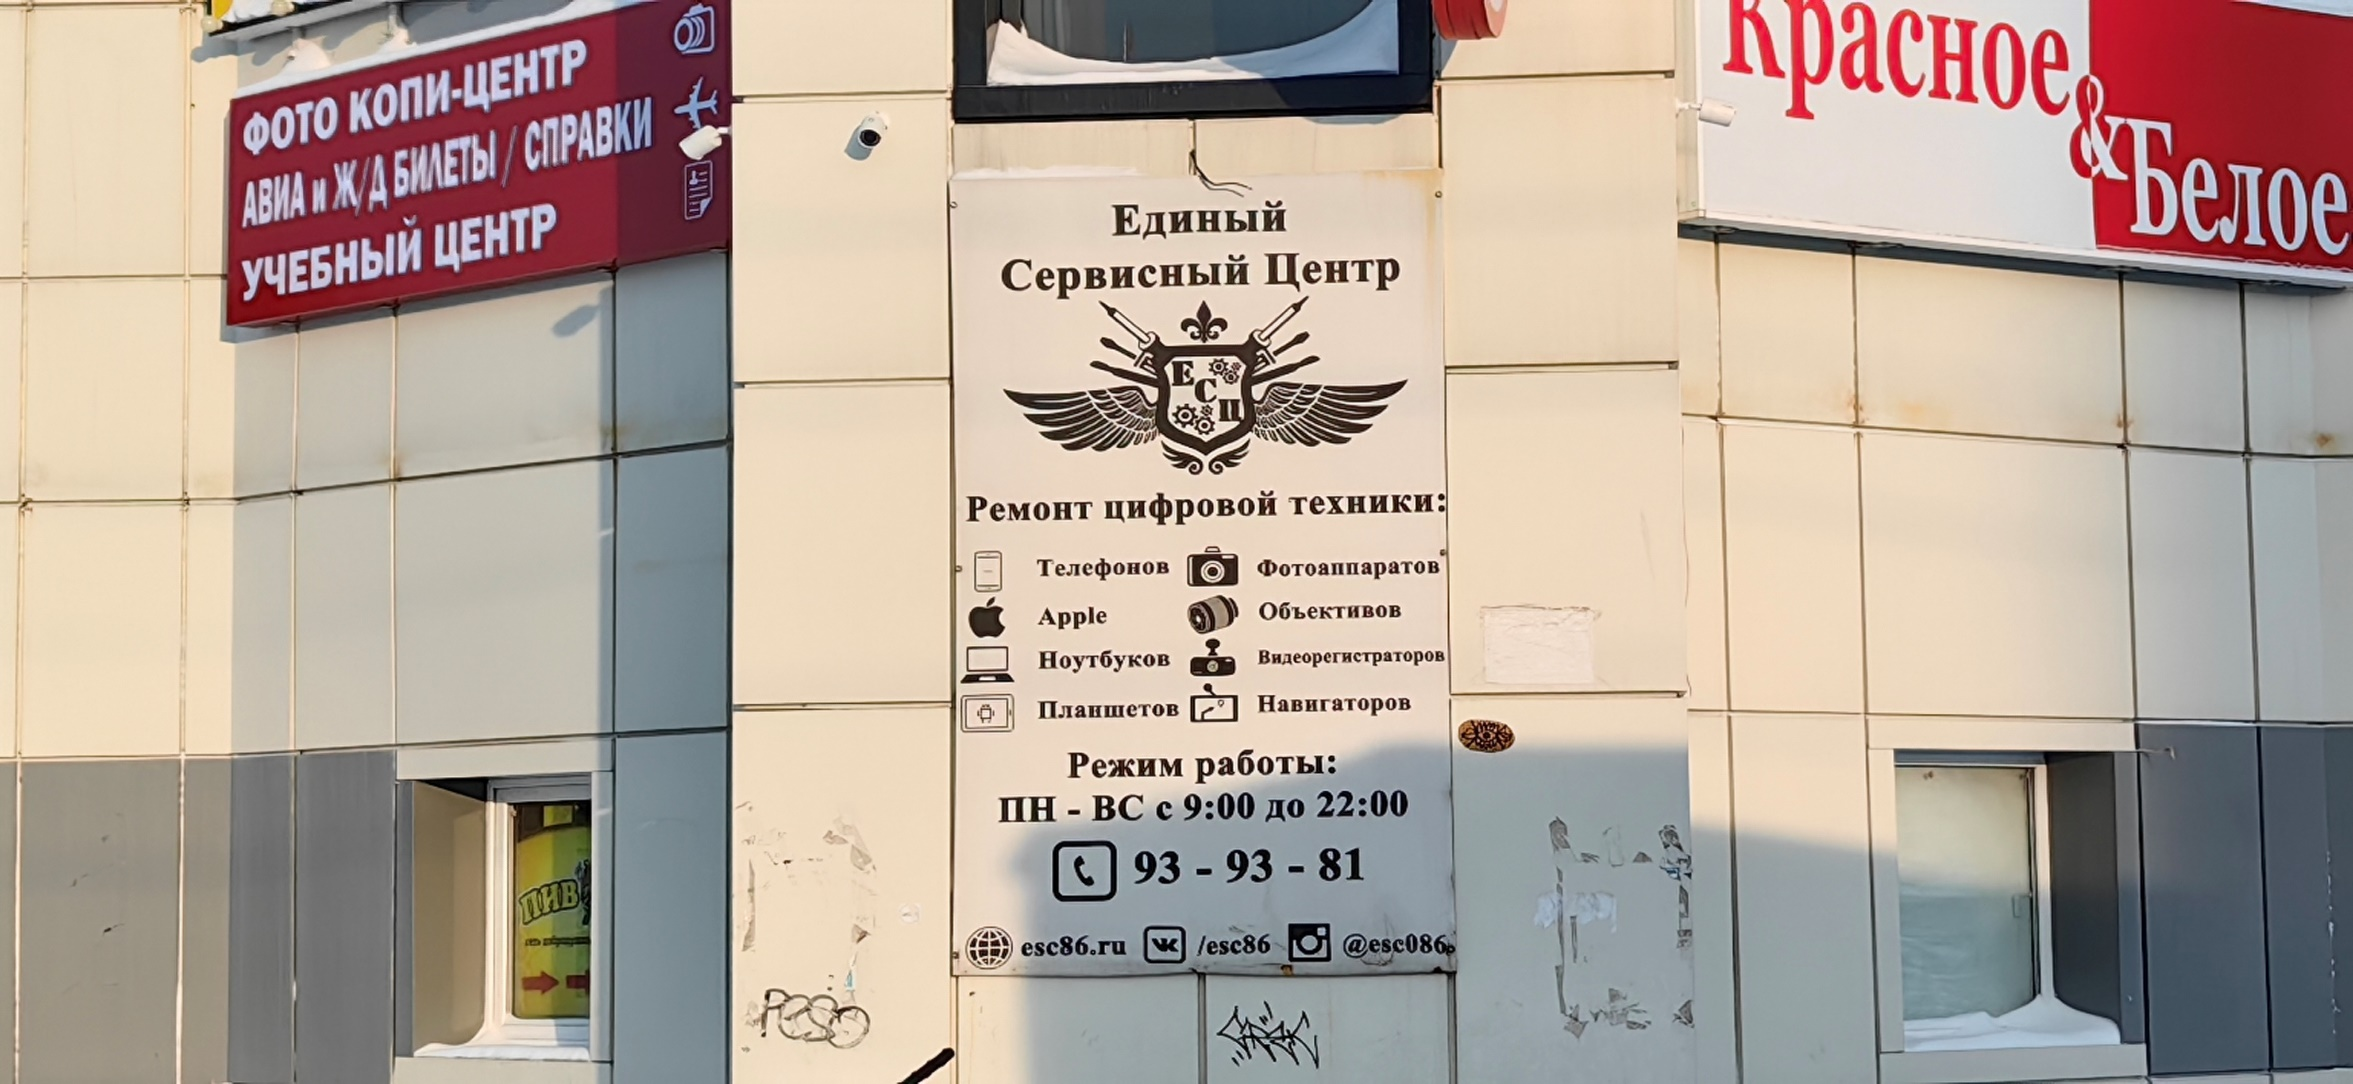 ФОТО КОПИ-ЦЕНТР
АВИА и Ж/Д БИЛЕТЫ / СПРАВКИ
УЧЕБНЫЙ ЦЕНТР
Единый
Сервисный Центр
Е С Ц
Ремонт цифровой техники:
Телефонов Фотоаппаратов
Apple Объективов
Ноутбуков Видеорегистраторов
Планшетов Навигаторов
Режим работы:
ПН - ВС с 9:00 до 22:00
93 - 93 - 81
esc86.ru /esc86 @esc086
Красное
&Белое
ПИВ